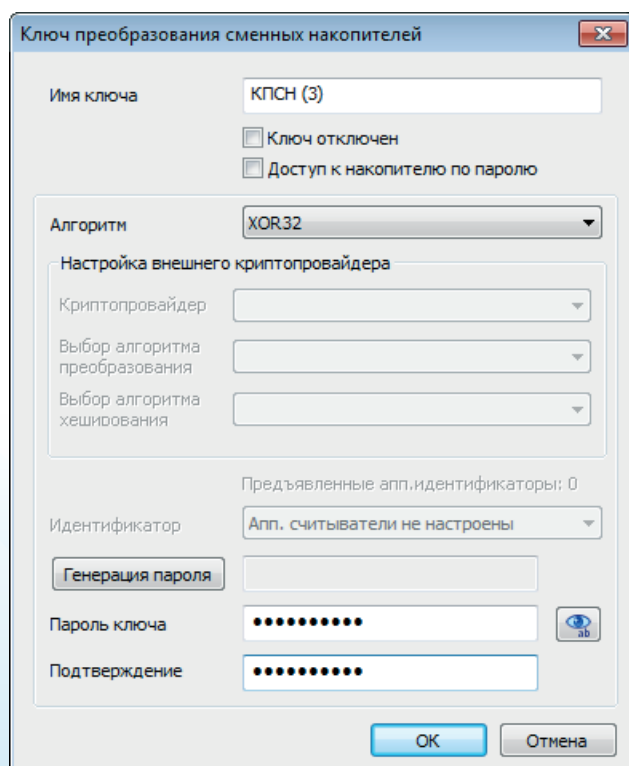 Ключ преобразования сменных накопителей
Имя ключа
КПСН (3)
Ключ отключен
Доступ к накопителю по паролю
Алгоритм
XOR32
Настройка внешнего криптопровайдера
Криптопровайдер
Выбор алгоритма
преобразования
Выбор алгоритма
хеширования
Предъявленные апп.идентификаторы: 0
Идентификатор
Апп. считыватели не настроены
Генерация пароля
Пароль ключа
●●●●●●●●●●
ab
Подтверждение
●●●●●●●●●●
OK
Отмена